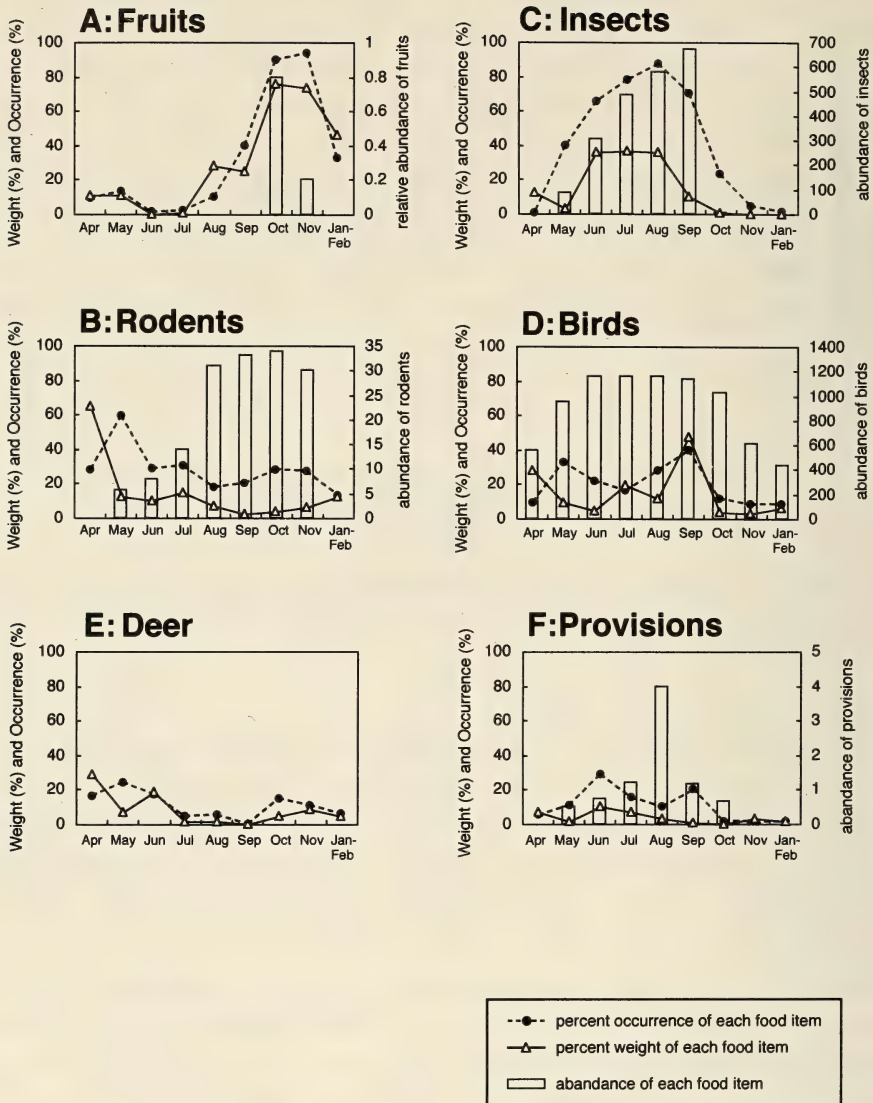 A: Fruits
Weight (%) and Occurrence (%)
100
80
60
40
20
0
1
0.8
0.6
0.4
0.2
0
relative abundance of fruits
Apr May Jun Jul Aug Sep Oct Nov Jan-
Feb
C: Insects
Weight (%) and Occurrence (%)
100
80
60
40
20
0
700
600
500
400
300
200
100
0
abundance of insects
Apr May Jun Jul Aug Sep Oct Nov Jan-
Feb
B: Rodents
Weight (%) and Occurrence (%)
100
80
60
40
20
0
35
30
25
20
15
10
5
0
abundance of rodents
Apr May Jun Jul Aug Sep Oct Nov Jan-
Feb
D: Birds
Weight (%) and Occurrence (%)
100
80
60
40
20
0
1400
1200
1000
800
600
400
200
0
abundance of birds
Apr May Jun Jul Aug Sep Oct Nov Jan-
Feb
E: Deer
Weight (%) and Occurrence (%)
100
80
60
40
20
0
Apr May Jun Jul Aug Sep Oct Nov Jan-
Feb
F:Provisions
Weight (%) and Occurrence (%)
100
80
60
40
20
0
5
4
3
2
1
0
abandance of provisions
Apr May Jun Jul Aug Sep Oct Nov Jan-
Feb
percent occurrence of each food item
percent weight of each food item
abandance of each food item